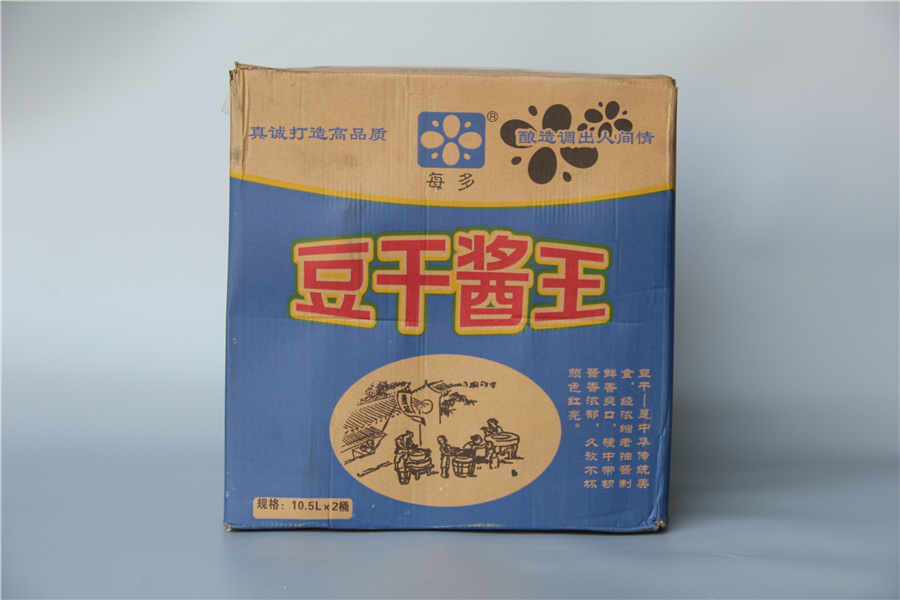 真诚打造高品质
®
每多
酿造调出人间情
豆干酱王
豆干—是中华传统美
食，经浓缩老抽酱制
鲜香爽口，硬中带韧
酱香浓郁，久放不坏
颜色红亮。
规格：10.5L×2桶